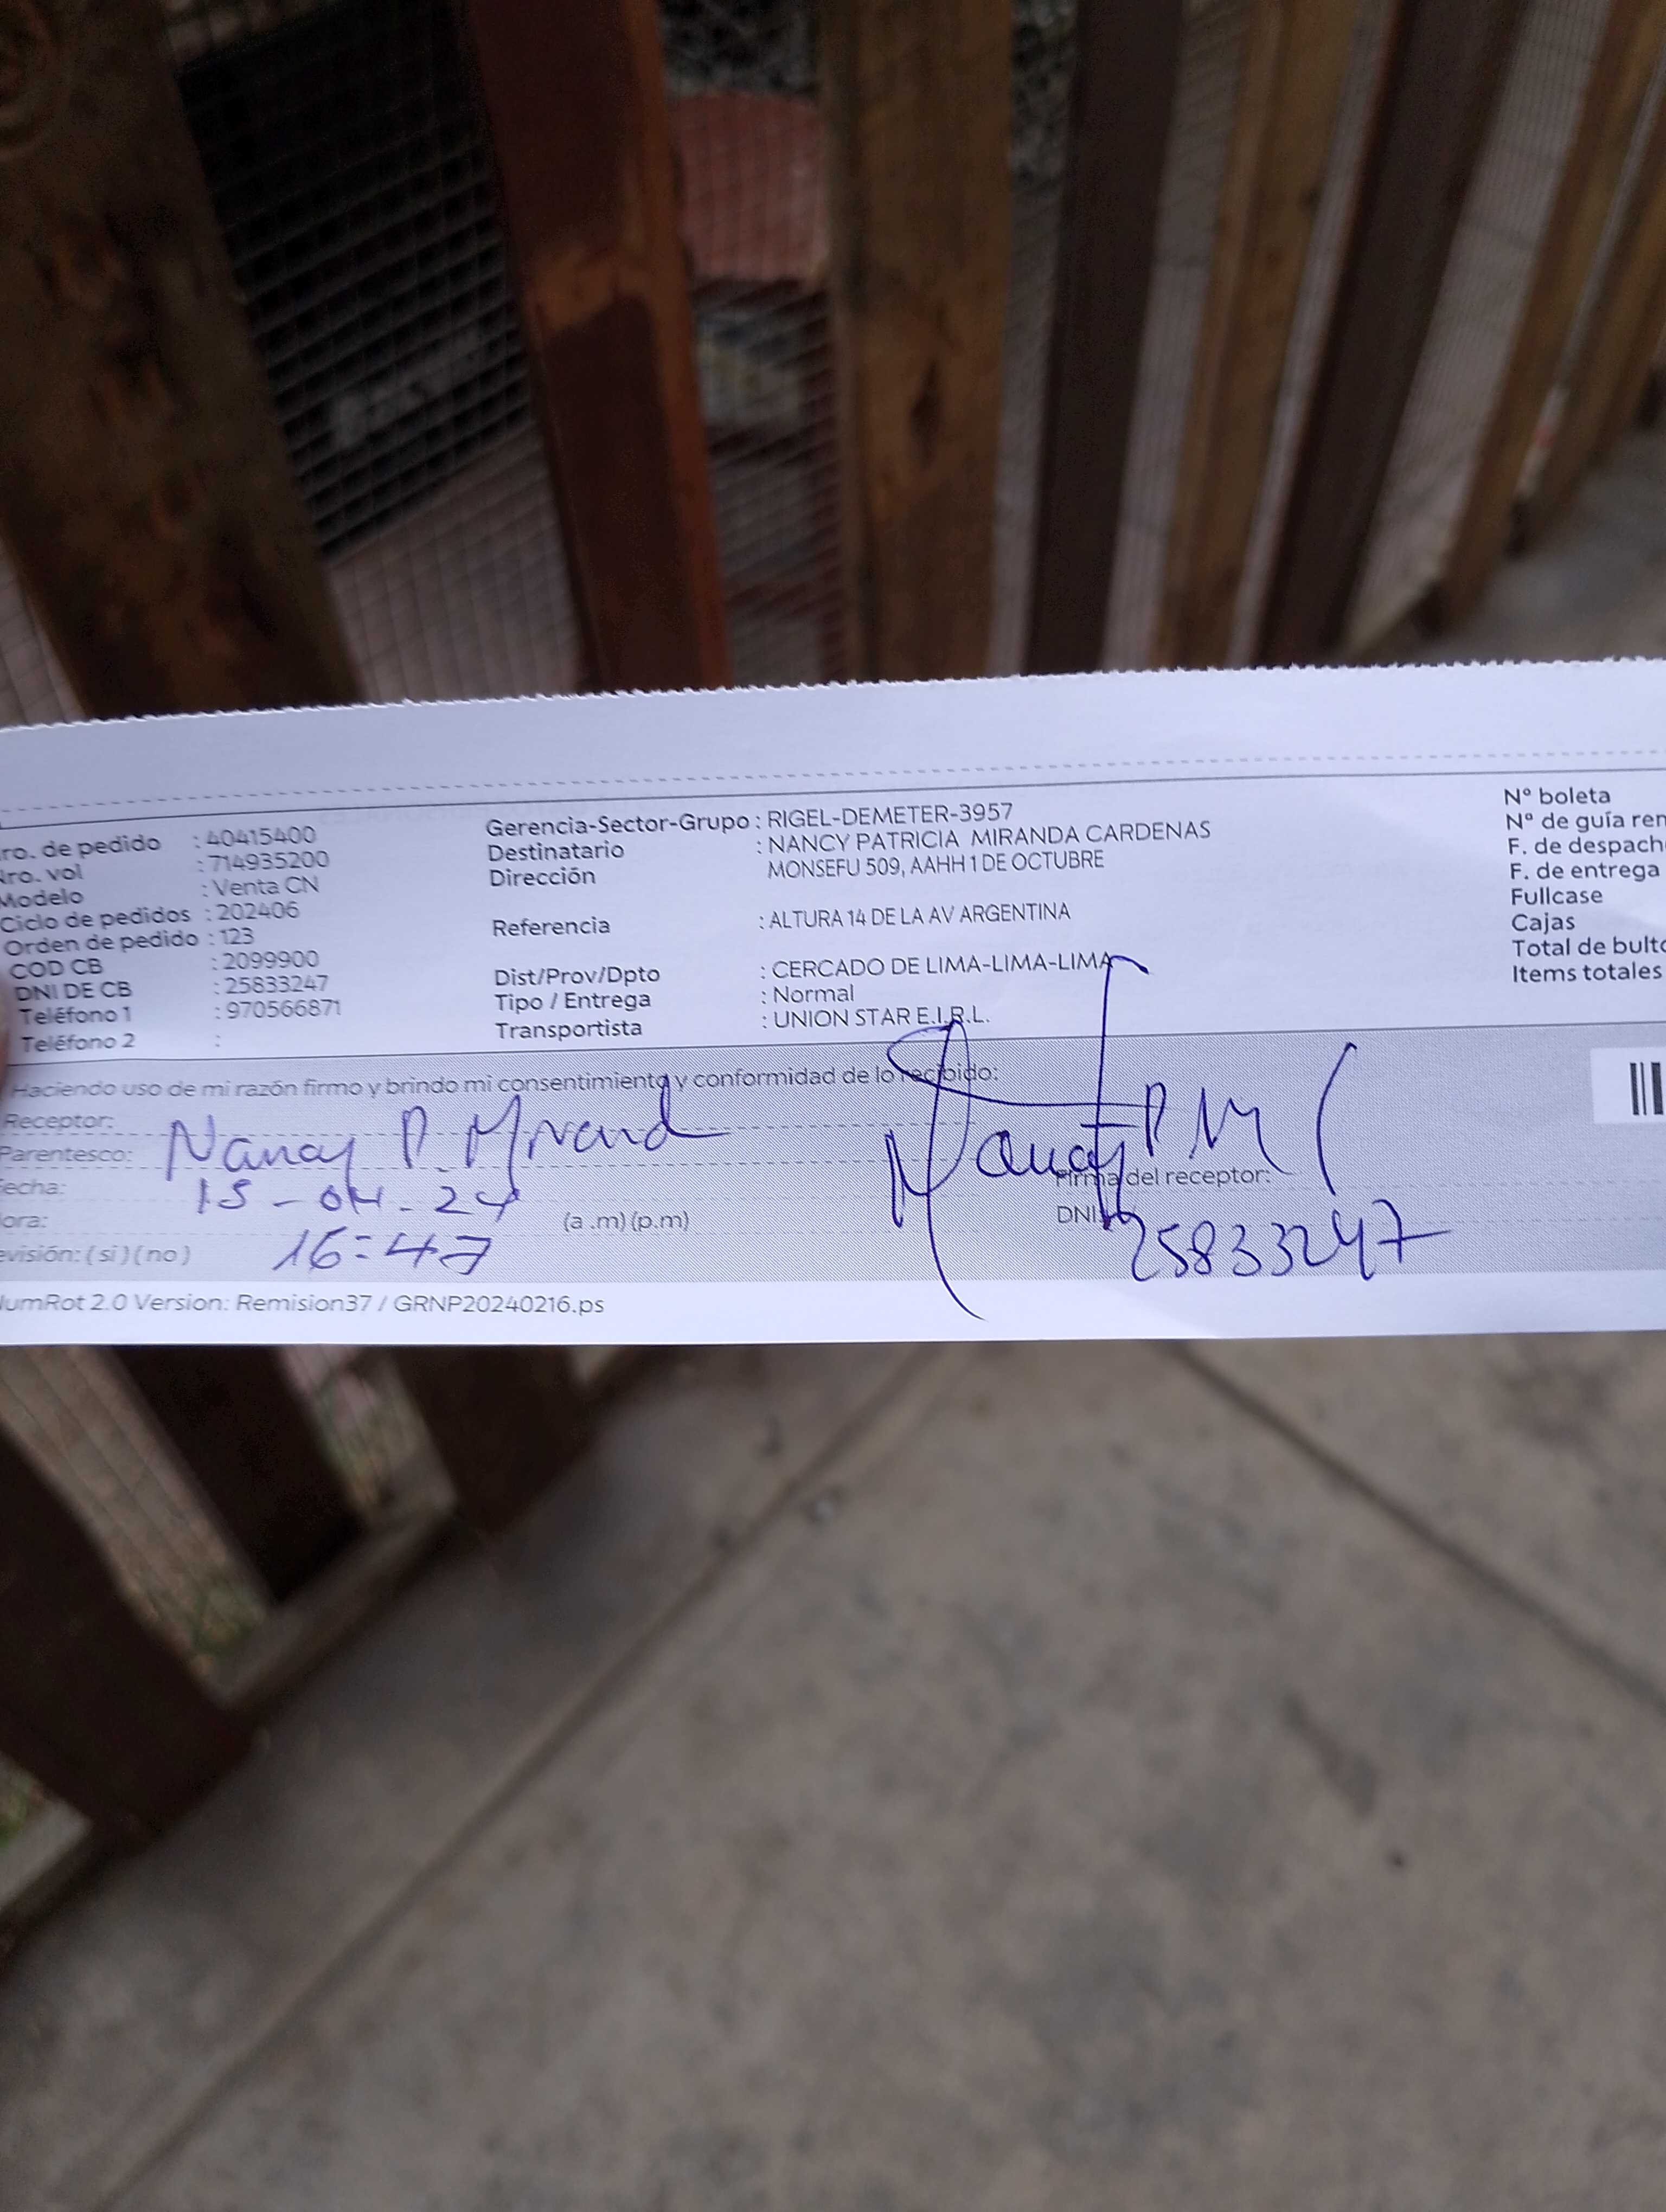 ro. de pedido : 40415400
Nro. vol : 714935200
Modelo : Venta CN
Ciclo de pedidos : 202406
Orden de pedido : 123
COD CB : 2099900
DNI DE CB : 25833247
Teléfono 1 : 970566871
Teléfono 2 :
Gerencia-Sector-Grupo : RIGEL-DEMETER-3957
Destinatario : NANCY PATRICIA MIRANDA CARDENAS
Dirección MONSEFU 509, AAHH 1 DE OCTUBRE
Referencia : ALTURA 14 DE LA AV ARGENTINA
Dist/Prov/Dpto : CERCADO DE LIMA-LIMA-LIMA
Tipo / Entrega : Normal
Transportista : UNION STAR E.I.R.L.
N° boleta
N° de guía ren
F. de despach
F. de entrega
Fullcase
Cajas
Total de bulto
Items totales
Haciendo uso de mi razón firmo y brindo mi consentimiento y conformidad de lo recibido:
Receptor:
Parentesco: Nancy P. Mirand
echa: 15-04-24
ora: 16:47 (a.m) (p.m)
evisión: ( si ) ( no )
Nancy P M C
Firma del receptor:
DNI: 25833247
umRot 2.0 Version: Remision37 / GRNP20240216.ps